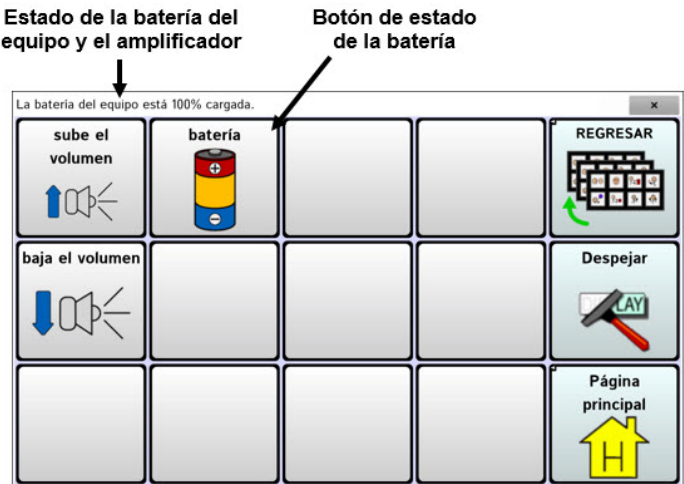 Estado de la batería del
equipo y el amplificador
Botón de estado
de la batería
La batería del equipo está 100% cargada.
×
sube el
volumen
batería
REGRESAR
baja el volumen
Despejar
Página
principal
H